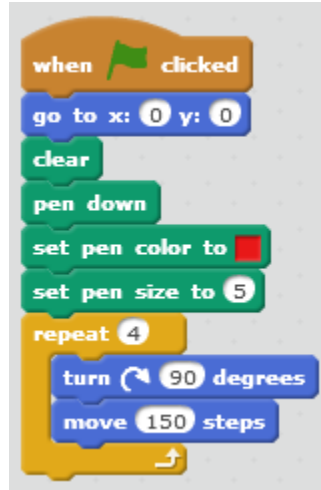 when clicked
go to x: 0 y: 0
clear
pen down
set pen color to
set pen size to 5
repeat 4
turn 90 degrees
move 150 steps